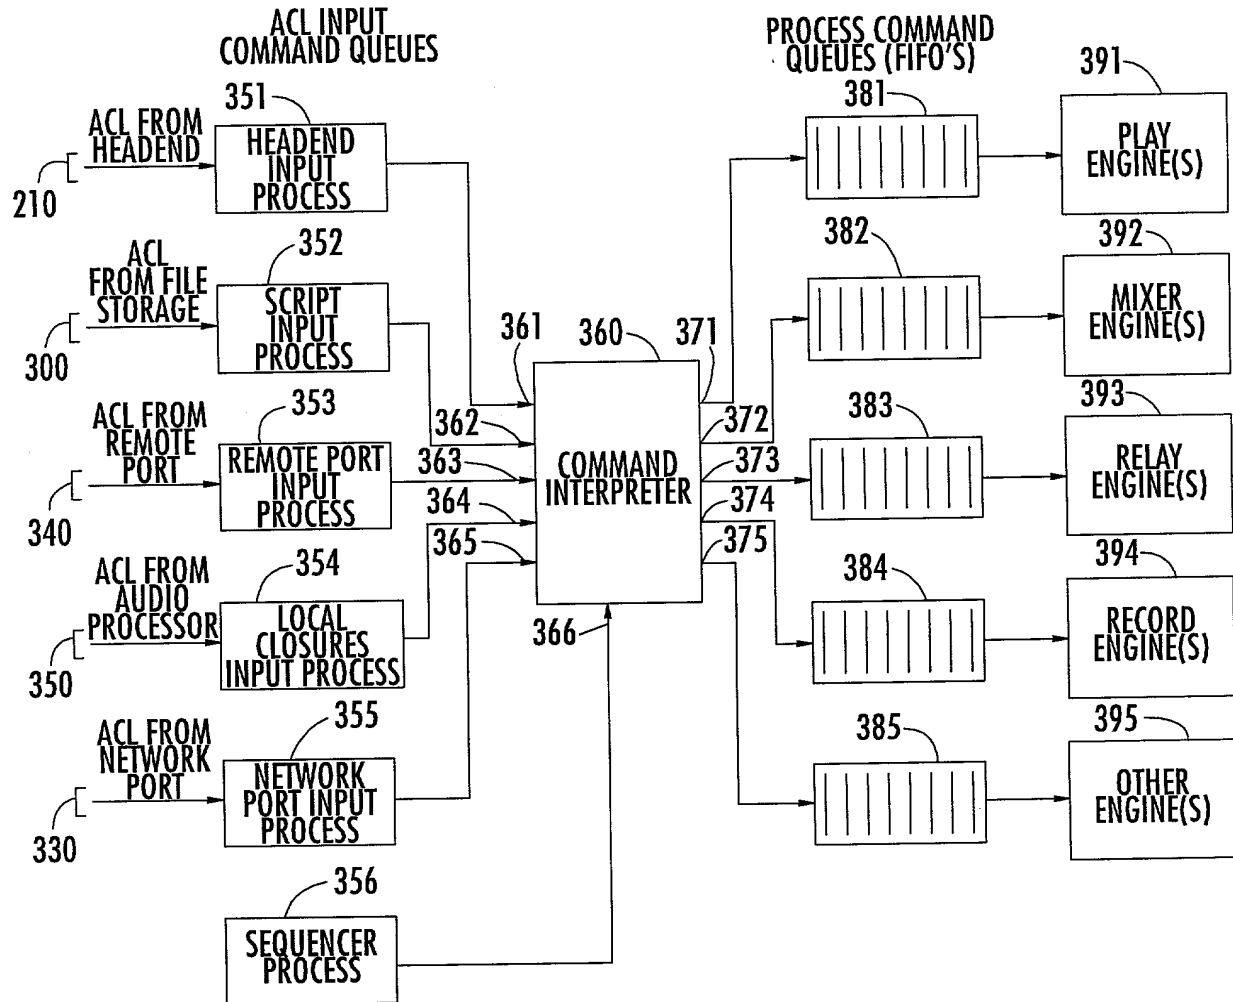 ACL INPUT
COMMAND QUEUES
PROCESS COMMAND
QUEUES (FIFO'S)
351
ACL FROM
HEADEND
210
HEADEND
INPUT
PROCESS
381
391
PLAY
ENGINE(S)
352
ACL
FROM FILE
STORAGE
300
SCRIPT
INPUT
PROCESS
382
392
MIXER
ENGINE(S)
361
360
371
353
ACL FROM
REMOTE
PORT
340
REMOTE PORT
INPUT
PROCESS
362
363
364
365
COMMAND
INTERPRETER
372
373
374
375
383
393
RELAY
ENGINE(S)
354
ACL FROM
AUDIO
PROCESSOR
350
LOCAL
CLOSURES
INPUT PROCESS
366
384
394
RECORD
ENGINE(S)
355
ACL FROM
NETWORK
PORT
330
NETWORK
PORT INPUT
PROCESS
385
395
OTHER
ENGINE(S)
356
SEQUENCER
PROCESS